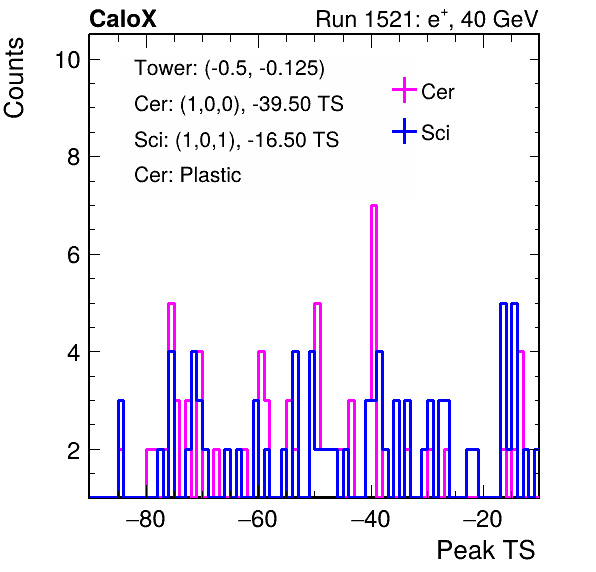 CaloX Run 1521: e⁺, 40 GeV
Counts
Tower: (-0.5, -0.125)
Cer: (1,0,0), -39.50 TS
Sci: (1,0,1), -16.50 TS
Cer: Plastic
Cer
Sci
10
8
6
4
2
−80 −60 −40 −20
Peak TS